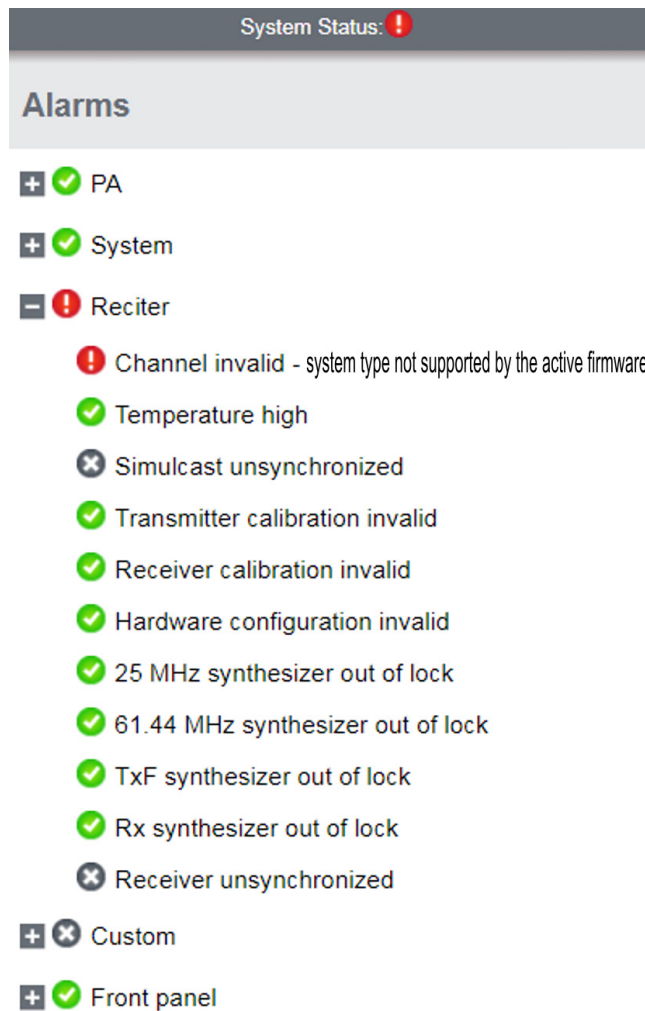 System Status:
Alarms
PA
System
Reciter
Channel invalid - system type not supported by the active firmware
Temperature high
Simulcast unsynchronized
Transmitter calibration invalid
Receiver calibration invalid
Hardware configuration invalid
25 MHz synthesizer out of lock
61.44 MHz synthesizer out of lock
TxF synthesizer out of lock
Rx synthesizer out of lock
Receiver unsynchronized
Custom
Front panel